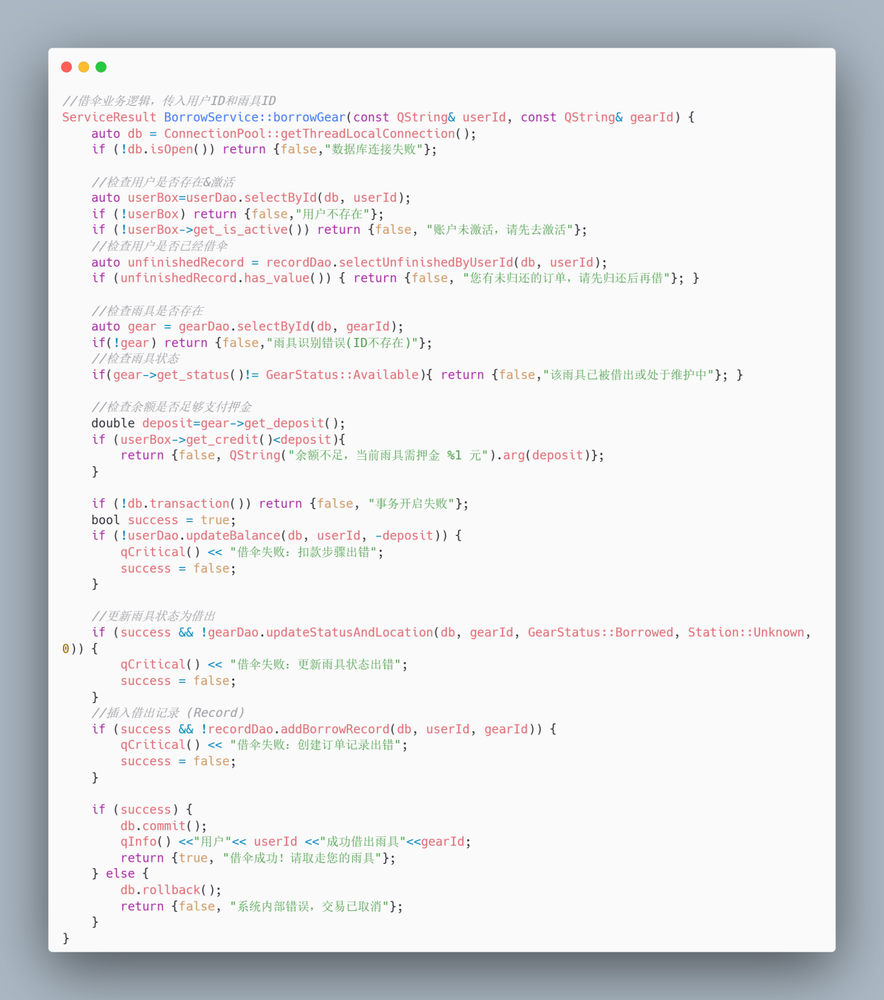 //借伞业务逻辑，传入用户ID和雨具ID
ServiceResult BorrowService::borrowGear(const QString& userId, const QString& gearId) {
    auto db = ConnectionPool::getThreadLocalConnection();
    if (!db.isOpen()) return {false,"数据库连接失败"};

    //检查用户是否存在&激活
    auto userBox=userDao.selectById(db, userId);
    if (!userBox) return {false,"用户不存在"};
    if (!userBox->get_is_active()) return {false, "账户未激活，请先去激活"};
    //检查用户是否已经借伞
    auto unfinishedRecord = recordDao.selectUnfinishedByUserId(db, userId);
    if (unfinishedRecord.has_value()) { return {false, "您有未归还的订单，请先归还后再借"}; }

    //检查雨具是否存在
    auto gear = gearDao.selectById(db, gearId);
    if(!gear) return {false,"雨具识别错误(ID不存在)"};
    //检查雨具状态
    if(gear->get_status()!= GearStatus::Available){ return {false,"该雨具已被借出或处于维护中"}; }

    //检查余额是否足够支付押金
    double deposit=gear->get_deposit();
    if (userBox->get_credit()<deposit){
        return {false, QString("余额不足，当前雨具需押金 %1 元").arg(deposit)};
    }

    if (!db.transaction()) return {false, "事务开启失败"};
    bool success = true;
    if (!userDao.updateBalance(db, userId, -deposit)) {
        qCritical() << "借伞失败：扣款步骤出错";
        success = false;
    }

    //更新雨具状态为借出
    if (success && !gearDao.updateStatusAndLocation(db, gearId, GearStatus::Borrowed, Station::Unknown,
0)) {
        qCritical() << "借伞失败：更新雨具状态出错";
        success = false;
    }
    //插入借出记录 (Record)
    if (success && !recordDao.addBorrowRecord(db, userId, gearId)) {
        qCritical() << "借伞失败：创建订单记录出错";
        success = false;
    }

    if (success) {
        db.commit();
        qInfo() <<"用户"<< userId <<"成功借出雨具"<<gearId;
        return {true, "借伞成功！请取走您的雨具"};
    } else {
        db.rollback();
        return {false, "系统内部错误，交易已取消"};
    }
}